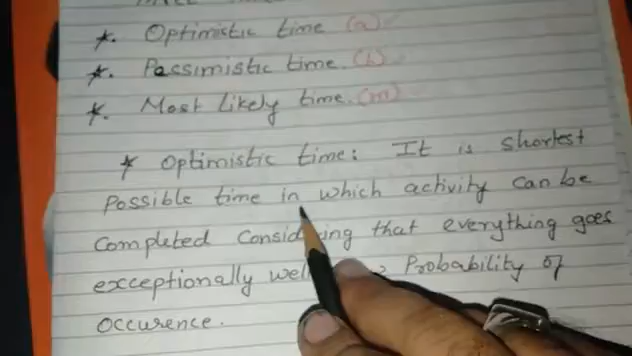 *. Optimistic time (a)
*. Pessimistic time. (b)
*. Most Likely time. (m)
* Optimistic time: It is shortest
possible time in which activity can be
completed considering that everything goes
exceptionally well Probability of
occurence.